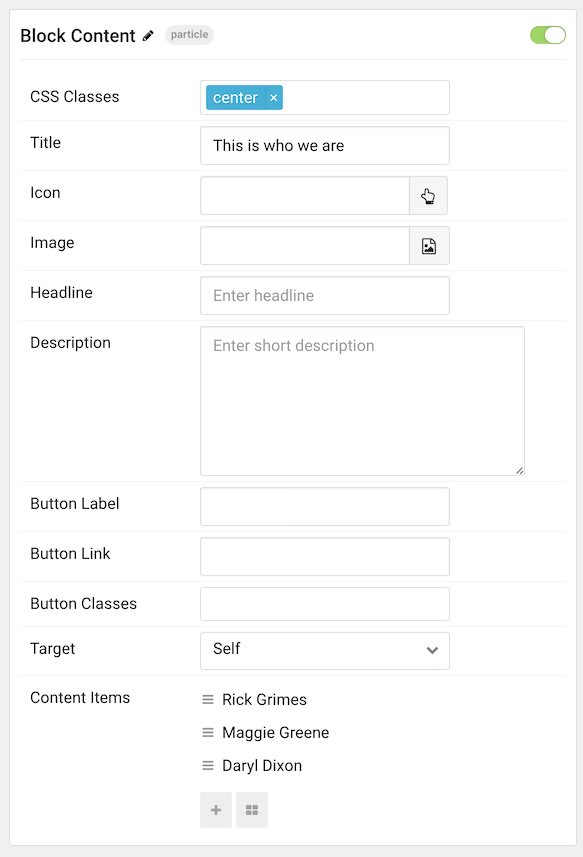 Block Content particle
CSS Classes center ×
Title This is who we are
Icon
Image
Headline Enter headline
Description Enter short description
Button Label
Button Link
Button Classes
Target Self
Content Items Rick Grimes
Maggie Greene
Daryl Dixon